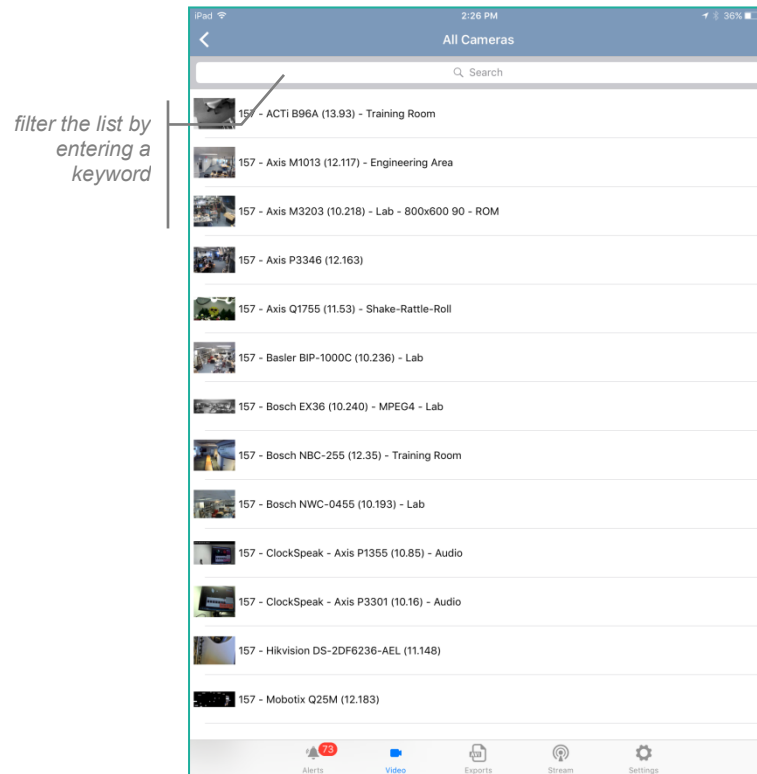 iPad 2:26 PM 36%
All Cameras
Search
filter the list by
entering a
keyword
157 - ACTi B96A (13.93) - Training Room
157 - Axis M1013 (12.117) - Engineering Area
157 - Axis M3203 (10.218) - Lab - 800x600 90 - ROM
157 - Axis P3346 (12.163)
157 - Axis Q1755 (11.53) - Shake-Rattle-Roll
157 - Basler BIP-1000C (10.236) - Lab
157 - Bosch EX36 (10.240) - MPEG4 - Lab
157 - Bosch NBC-255 (12.35) - Training Room
157 - Bosch NWC-0455 (10.193) - Lab
157 - ClockSpeak - Axis P1355 (10.85) - Audio
157 - ClockSpeak - Axis P3301 (10.16) - Audio
157 - Hikvision DS-2DF6236-AEL (11.148)
157 - Mobotix Q25M (12.183)
73
AVI
Alerts Video Exports Stream Settings